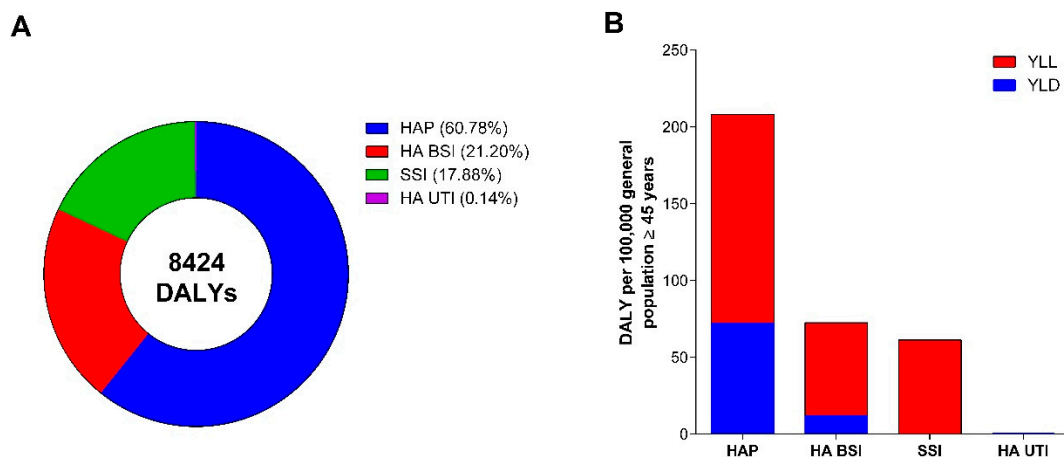 A
HAP (60.78%)
HA BSI (21.20%)
SSI (17.88%)
HA UTI (0.14%)
8424
DALYs
B
DALY per 100,000 general
population ≥ 45 years
250
200
150
100
50
0
YLL
YLD
HAP
HA BSI
SSI
HA UTI